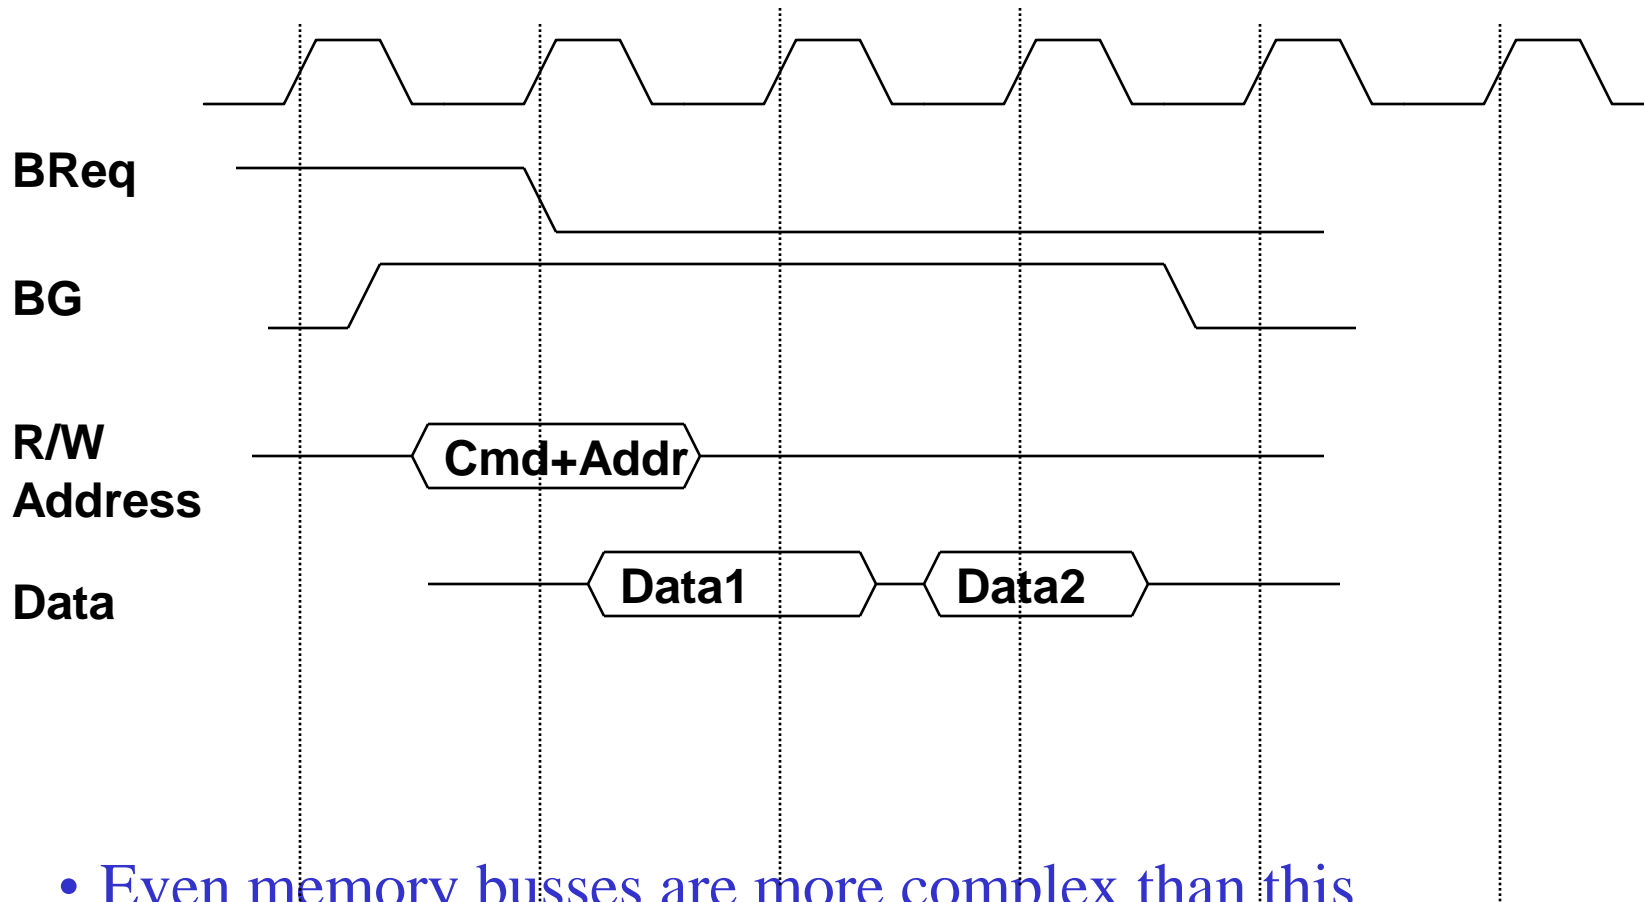 BReq
BG
R/W
Address
Cmd+Addr
Data
Data1
Data2
• Even memory busses are more complex than this